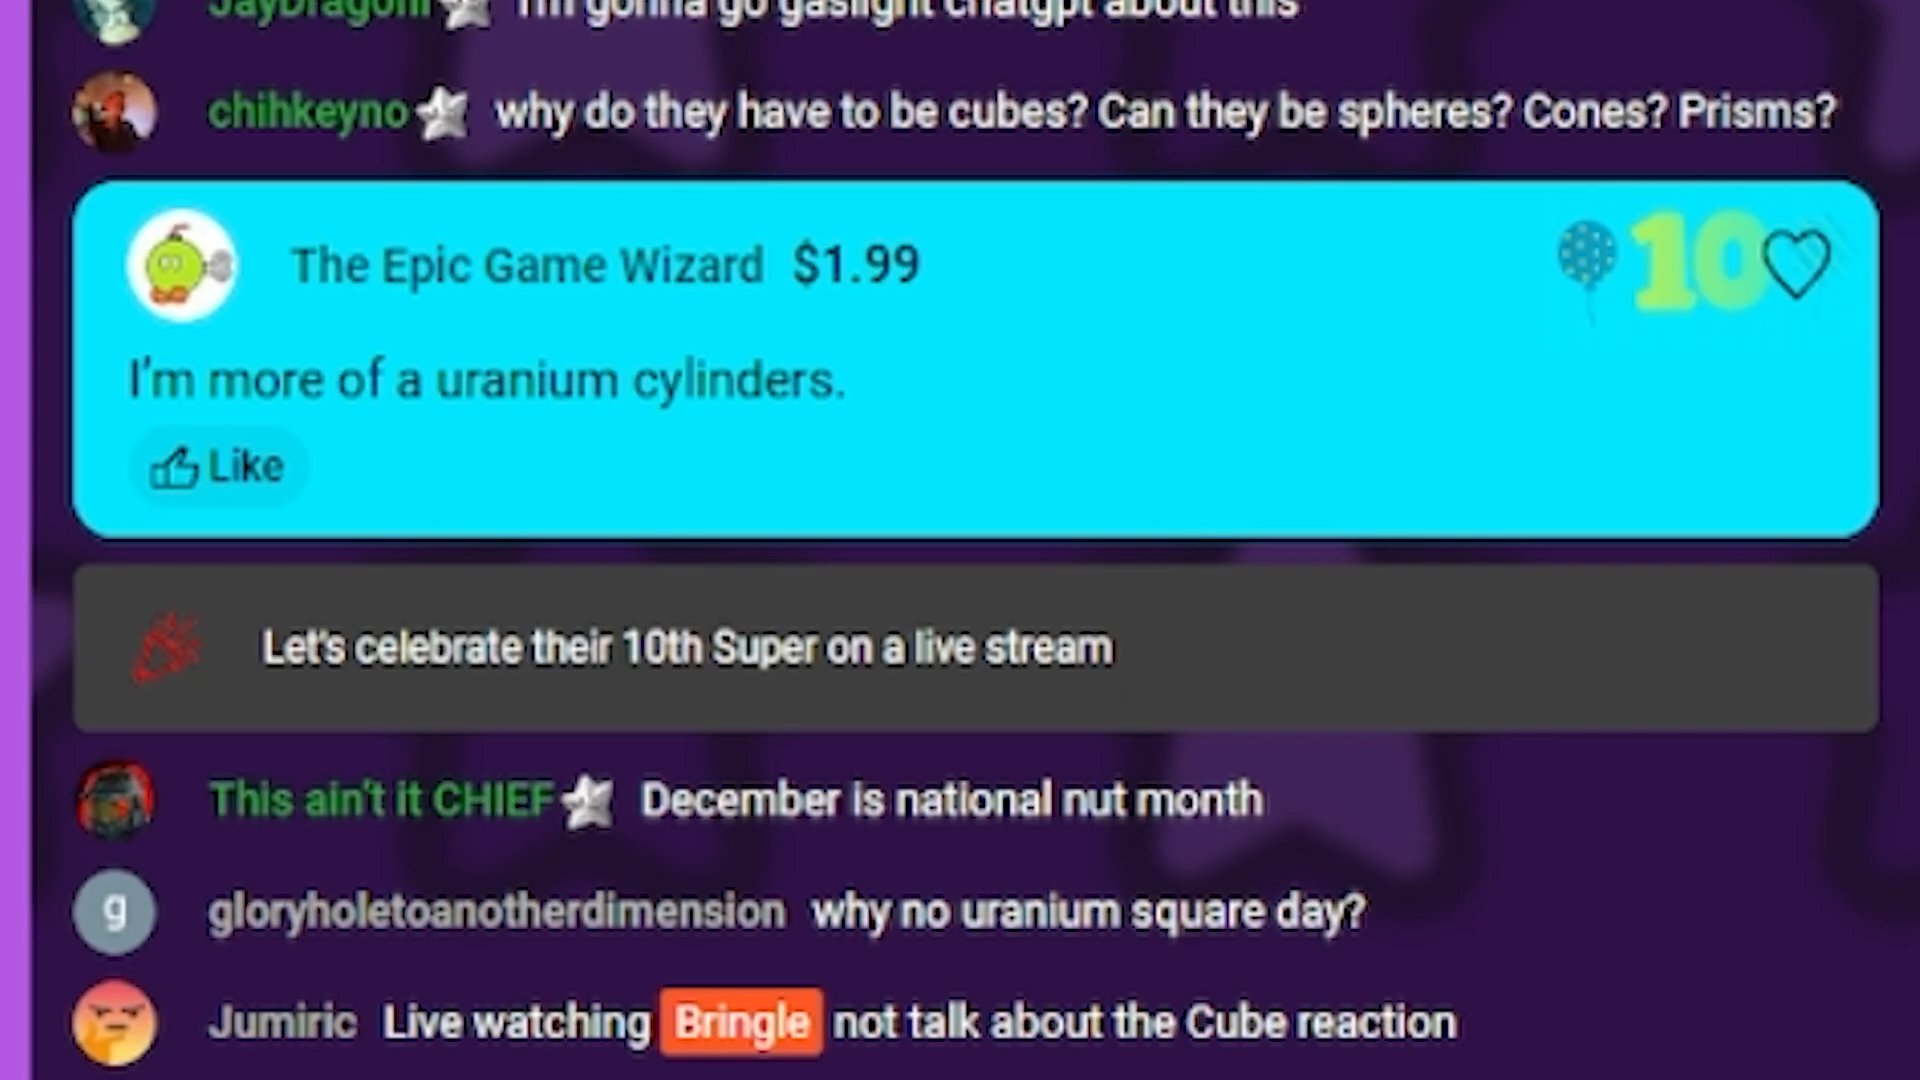 JayDragon I'm gonna go gaslight chatgpt about this
chihkeyno why do they have to be cubes? Can they be spheres? Cones? Prisms?
The Epic Game Wizard $1.99 10
I'm more of a uranium cylinders.
Like
Let's celebrate their 10th Super on a live stream
This ain't it CHIEF December is national nut month
g gloryholetoanotherdimension why no uranium square day?
Jumiric Live watching Bringle not talk about the Cube reaction